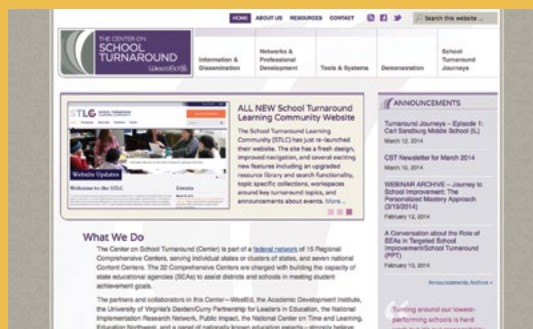 HOME ABOUT US RESOURCES CONTACT
Search this website ...
THE CENTER ON
SCHOOL
TURNAROUND
WestEd
Information &
Dissemination
Networks &
Professional
Development
Tools & Systems
Demonstration
School
Turnaround
Journeys
STLC
Website Updates
Welcome to the STLC
Events
ALL NEW School Turnaround
Learning Community Website
The School Turnaround Learning
Community (STLC) has just re-launched
their website. The site has a fresh design,
improved navigation, and several exciting
new features including an upgraded
resource library and search functionality,
topic specific collections, workspaces
around key turnaround topics, and
announcements about events. More...
ANNOUNCEMENTS
Turnaround Journeys – Episode 1:
Carl Sandburg Middle School (IL)
March 12, 2014
CST Newsletter for March 2014
March 10, 2014
WEBINAR ARCHIVE – Journey to
School Improvement: The
Personalized Mastery Approach
(3/19/2014)
February 13, 2014
A Conversation about the Role of
SEAs in Targeted School
Improvement/School Turnaround
(PPT)
February 10, 2014
Announcements Archive »
What We Do
The Center on School Turnaround (Center) is part of a federal network of 15 Regional
Comprehensive Centers, serving individual states or clusters of states, and seven national
Content Centers. The 22 Comprehensive Centers are charged with building the capacity of
state educational agencies (SEAs) to assist districts and schools in meeting student
achievement goals.
The partners and collaborators in this Center—WestEd, the Academic Development Institute,
the University of Virginia's Darden/Curry Partnership for Leaders in Education, the National
Implementation Research Network, Public Impact, the National Center on Time and Learning,
Education Northwest, and a panel of nationally known education experts—strongly believe
Turning around our lowest-
performing schools is hard